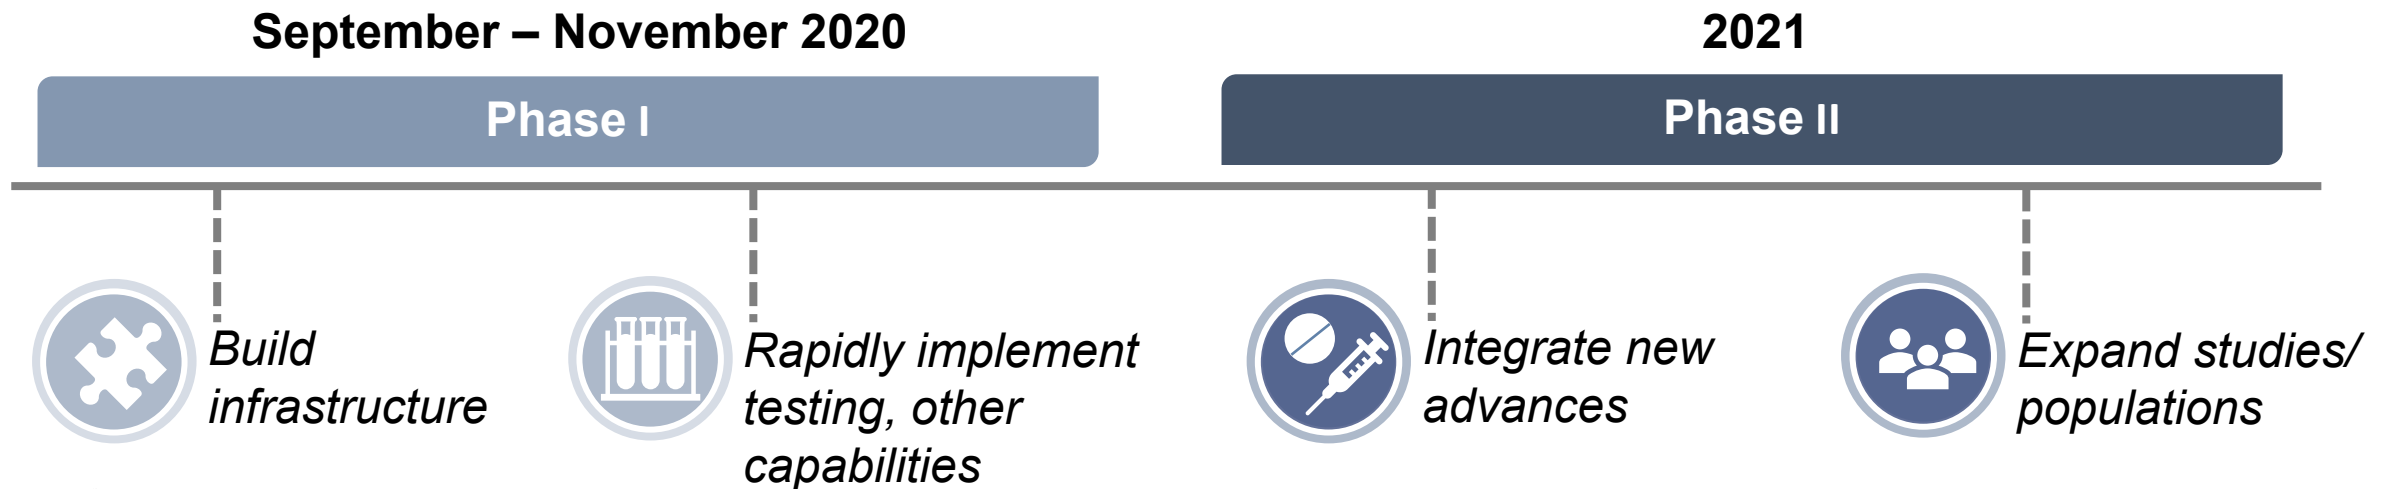 September – November 2020
Phase I
Build
infrastructure
Rapidly implement
testing, other
capabilities
2021
Phase II
Integrate new
advances
Expand studies/
populations